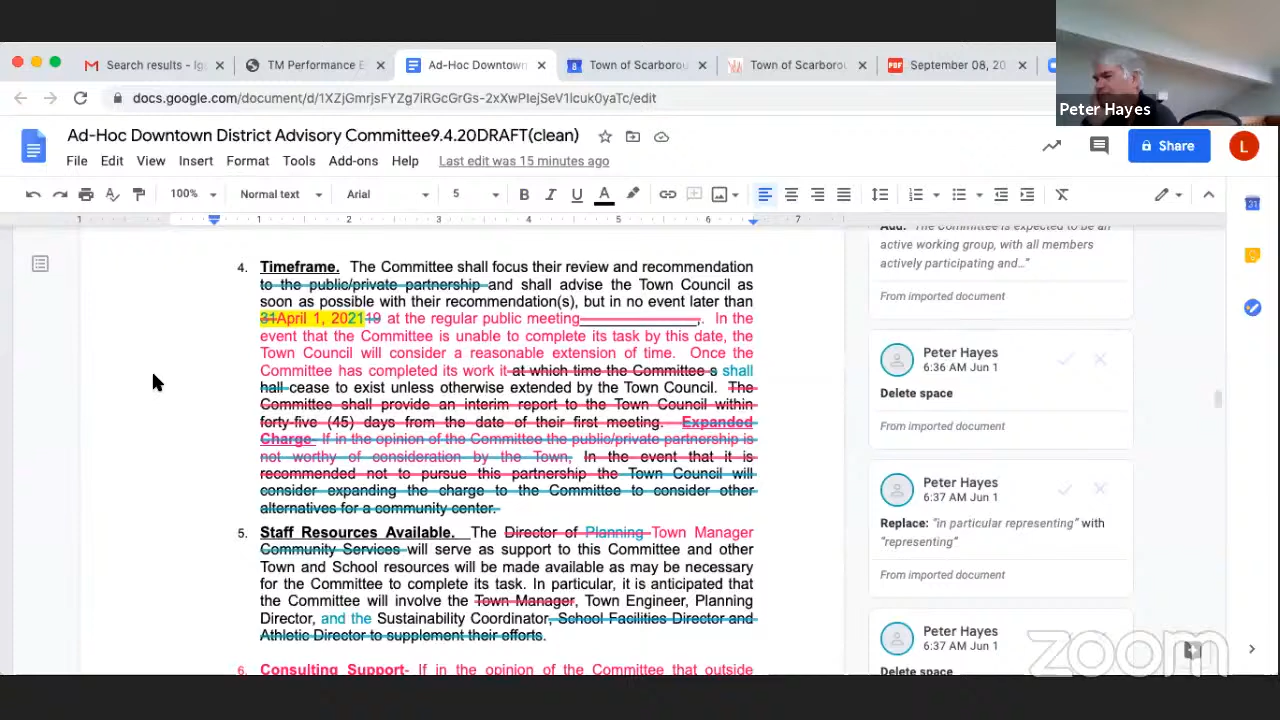 Search results - Ig
TM Performance E
Ad-Hoc Downtown
Town of Scarborou
Town of Scarborou
September 08, 20
Peter Hayes
docs.google.com/document/d/1XZjGmrjsFYZg7iRGcGrGs-2xXwPIejSeV1lcuk0yaTc/edit
Ad-Hoc Downtown District Advisory Committee9.4.20DRAFT(clean)
File Edit View Insert Format Tools Add-ons Help Last edit was 15 minutes ago
Share
L
100% Normal text Arial 5 B I U A
1 1 2 3 4 5 6 7
31
4. Timeframe. The Committee shall focus their review and recommendation
to the public/private partnership and shall advise the Town Council as
soon as possible with their recommendation(s), but in no event later than
31April 1, 202119 at the regular public meeting ,. In the
event that the Committee is unable to complete its task by this date, the
Town Council will consider a reasonable extension of time. Once the
Committee has completed its work it at which time the Committee s shall
hall cease to exist unless otherwise extended by the Town Council. The
Committee shall provide an interim report to the Town Council within
forty-five (45) days from the date of their first meeting. Expanded
Charge- If in the opinion of the Committee the public/private partnership is
not worthy of consideration by the Town, In the event that it is
recommended not to pursue this partnership the Town Council will
consider expanding the charge to the Committee to consider other
alternatives for a community center.
5. Staff Resources Available. The Director of Planning Town Manager
Community Services will serve as support to this Committee and other
Town and School resources will be made available as may be necessary
for the Committee to complete its task. In particular, it is anticipated that
the Committee will involve the Town Manager, Town Engineer, Planning
Director, and the Sustainability Coordinator, School Facilities Director and
Athletic Director to supplement their efforts.
6. Consulting Support- If in the opinion of the Committee that outside
Add: "The Committee is expected to be an
active working group, with all members
actively participating and…"
From imported document
Peter Hayes
6:36 AM Jun 1
Delete space
From imported document
Peter Hayes
6:37 AM Jun 1
Replace: "in particular representing" with
"representing"
From imported document
Peter Hayes
6:37 AM Jun 1
Delete space
zoom